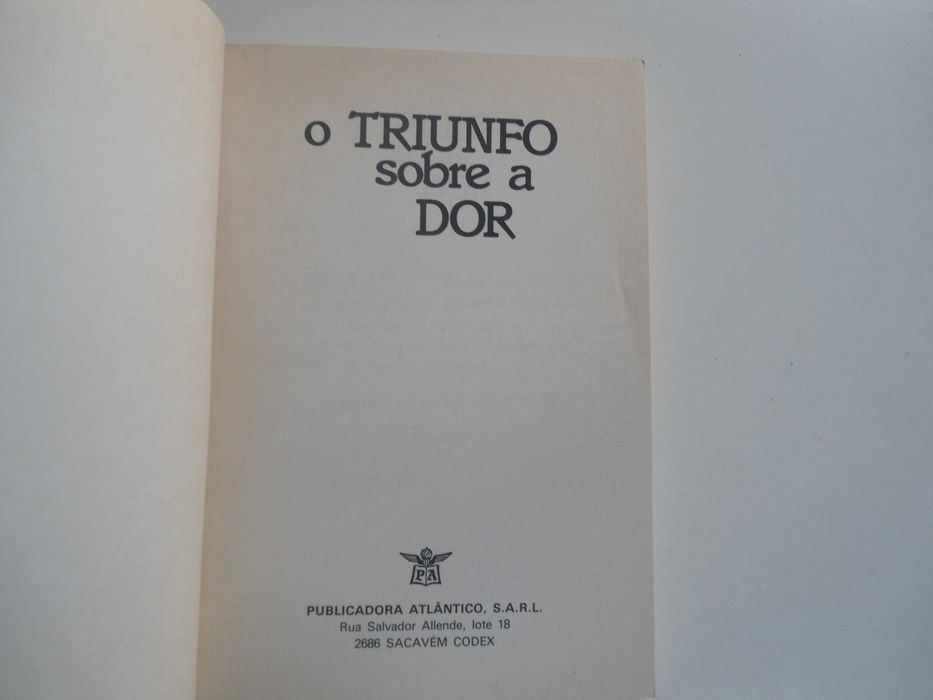 o TRIUNFO
sobre a
DOR
PA
PUBLICADORA ATLÂNTICO, S.A.R.L.
Rua Salvador Allende, lote 18
2686 SACAVÉM CODEX